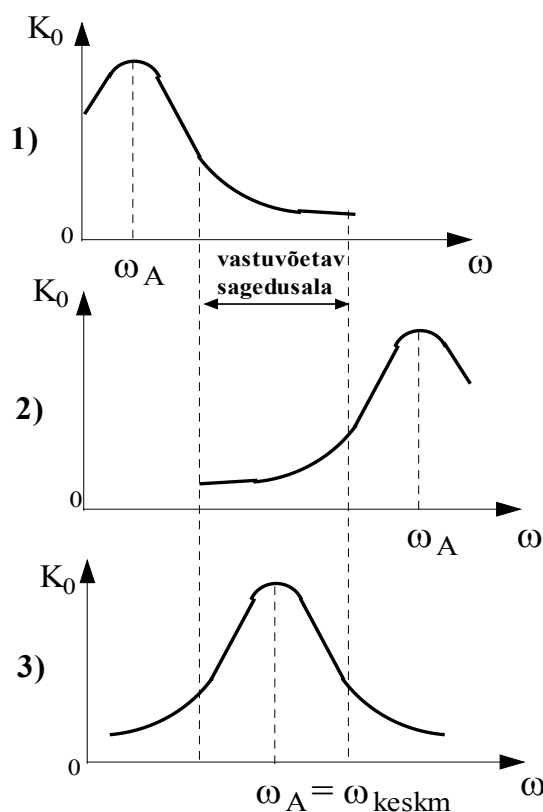 K0
1)
0
ωA
vastuvõetav
ω
sagedusala
K0
2)
0
ωA
ω
K0
3)
0
ωA = ωkeskm
ω